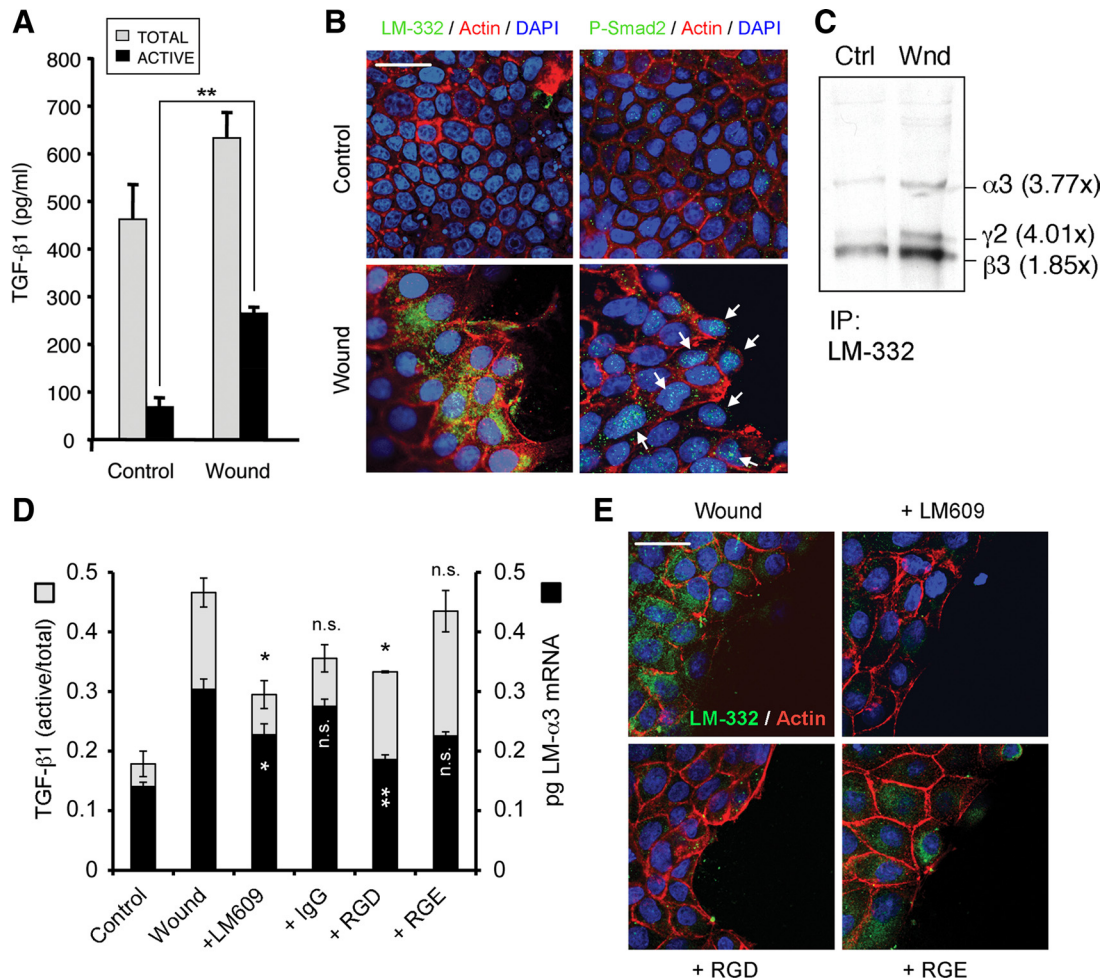 A
TOTAL
ACTIVE
TGF-β1 (pg/ml)
800
700
600
500
400
300
200
100
0
**
Control
Wound
B
LM-332 / Actin / DAPI
P-Smad2 / Actin / DAPI
Control
Wound
C
Ctrl
Wnd
α3 (3.77x)
γ2 (4.01x)
β3 (1.85x)
IP:
LM-332
D
TGF-β1 (active/total)
0.5
0.4
0.3
0.2
0.1
0
*
*
n.s.
n.s.
*
**
n.s.
n.s.
0.5
0.4
0.3
0.2
0.1
0
pg LM-α3 mRNA
Control
Wound
+LM609
+ IgG
+ RGD
+ RGE
E
Wound
+ LM609
LM-332 / Actin
+ RGD
+ RGE